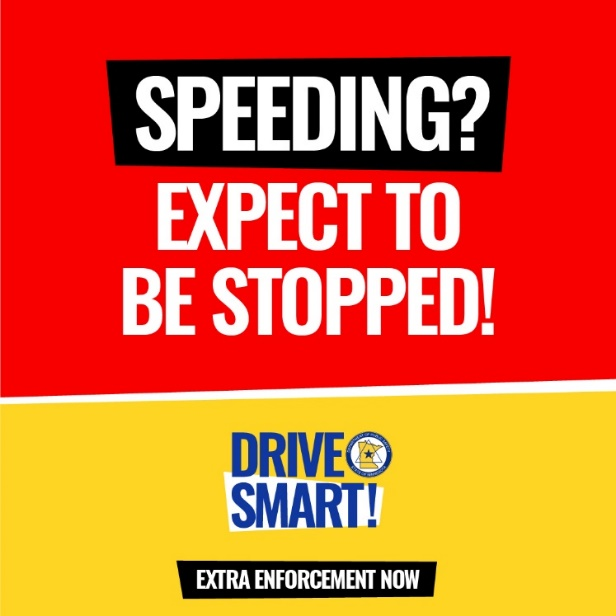 SPEEDING?
EXPECT TO
BE STOPPED!
DRIVE
SMART!
EXTRA ENFORCEMENT NOW